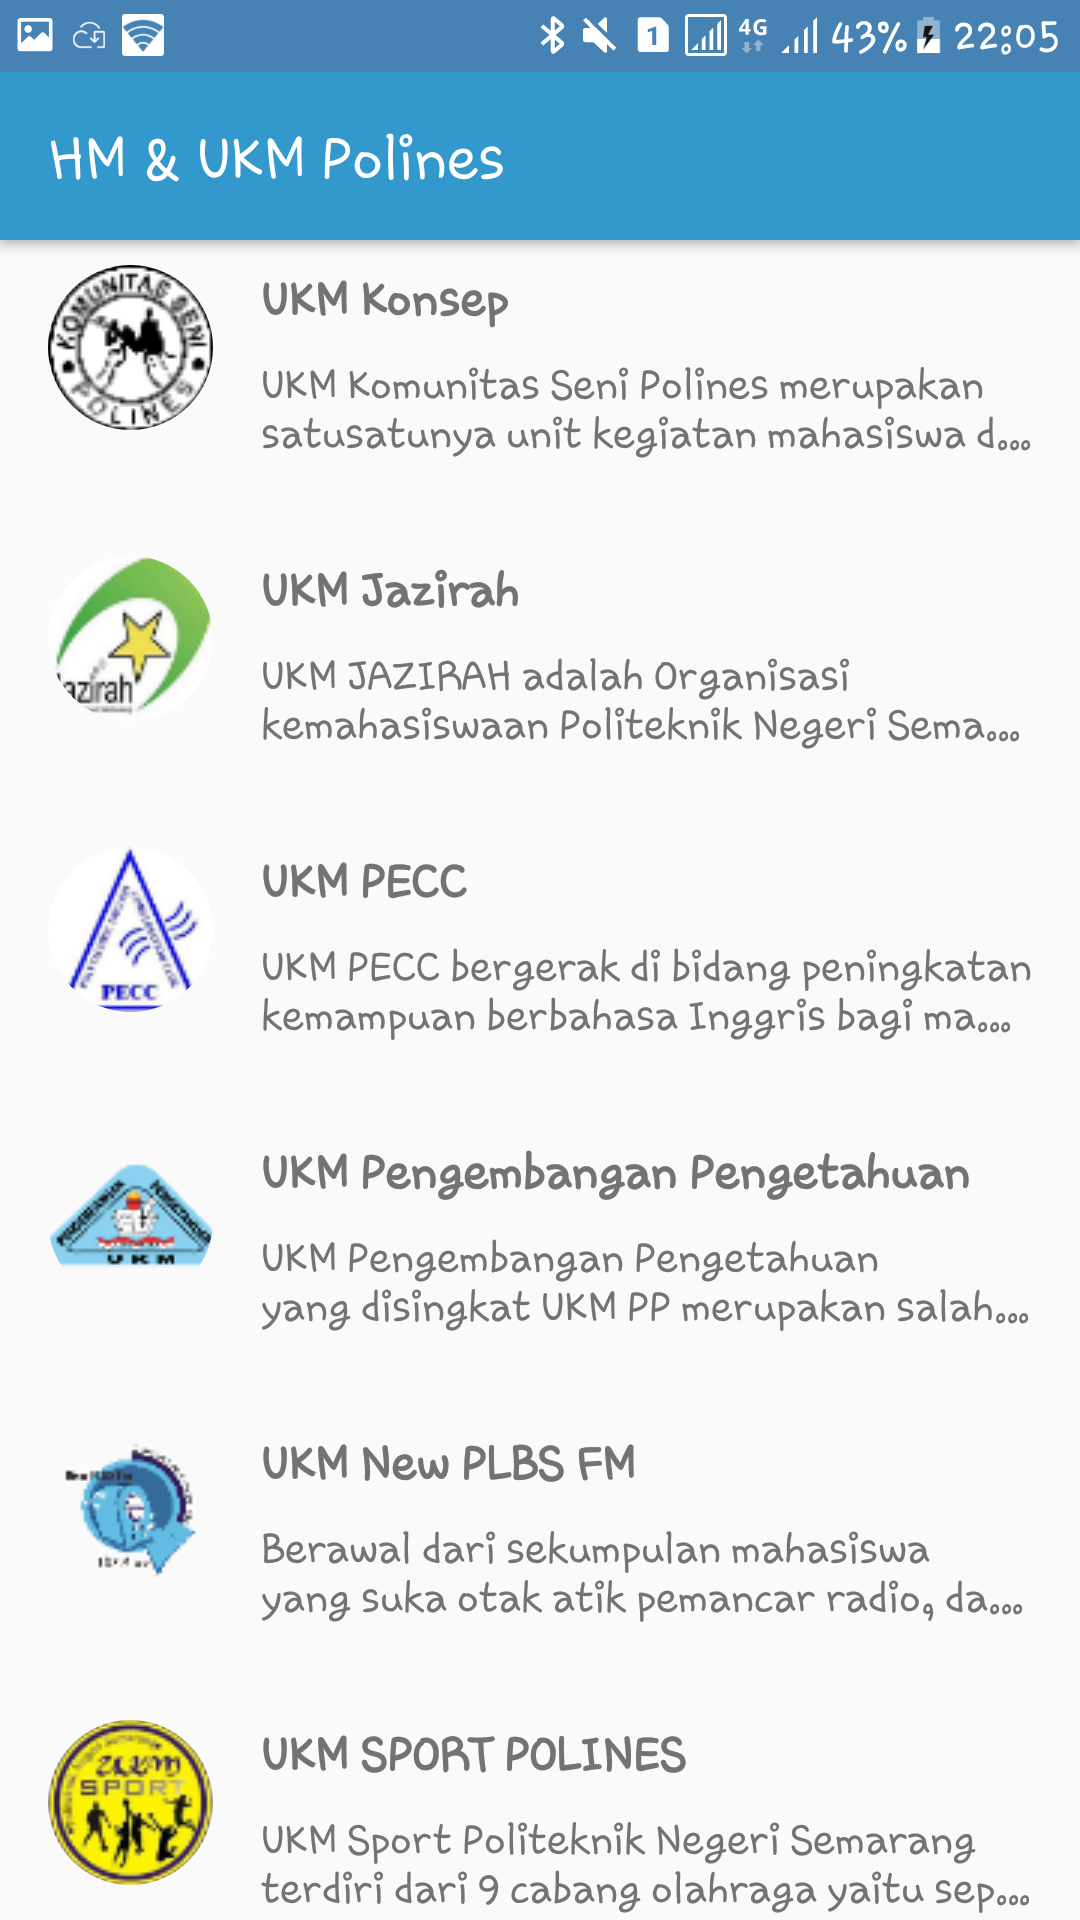 1 4G 43% 22:05
HM & UKM Polines
KOMUNITAS SENI
POLINES
UKM Konsep
UKM Komunitas Seni Polines merupakan
satusatunya unit kegiatan mahasiswa d...
azirah
UKM Jazirah
UKM JAZIRAH adalah Organisasi
kemahasiswaan Politeknik Negeri Sema...
PECC
UKM PECC
UKM PECC bergerak di bidang peningkatan
kemampuan berbahasa Inggris bagi ma...
UKM
UKM Pengembangan Pengetahuan
UKM Pengembangan Pengetahuan
yang disingkat UKM PP merupakan salah...
UKM New PLBS FM
Berawal dari sekumpulan mahasiswa
yang suka otak atik pemancar radio, da...
SPORT
UKM SPORT POLINES
UKM Sport Politeknik Negeri Semarang
terdiri dari 9 cabang olahraga yaitu sep...